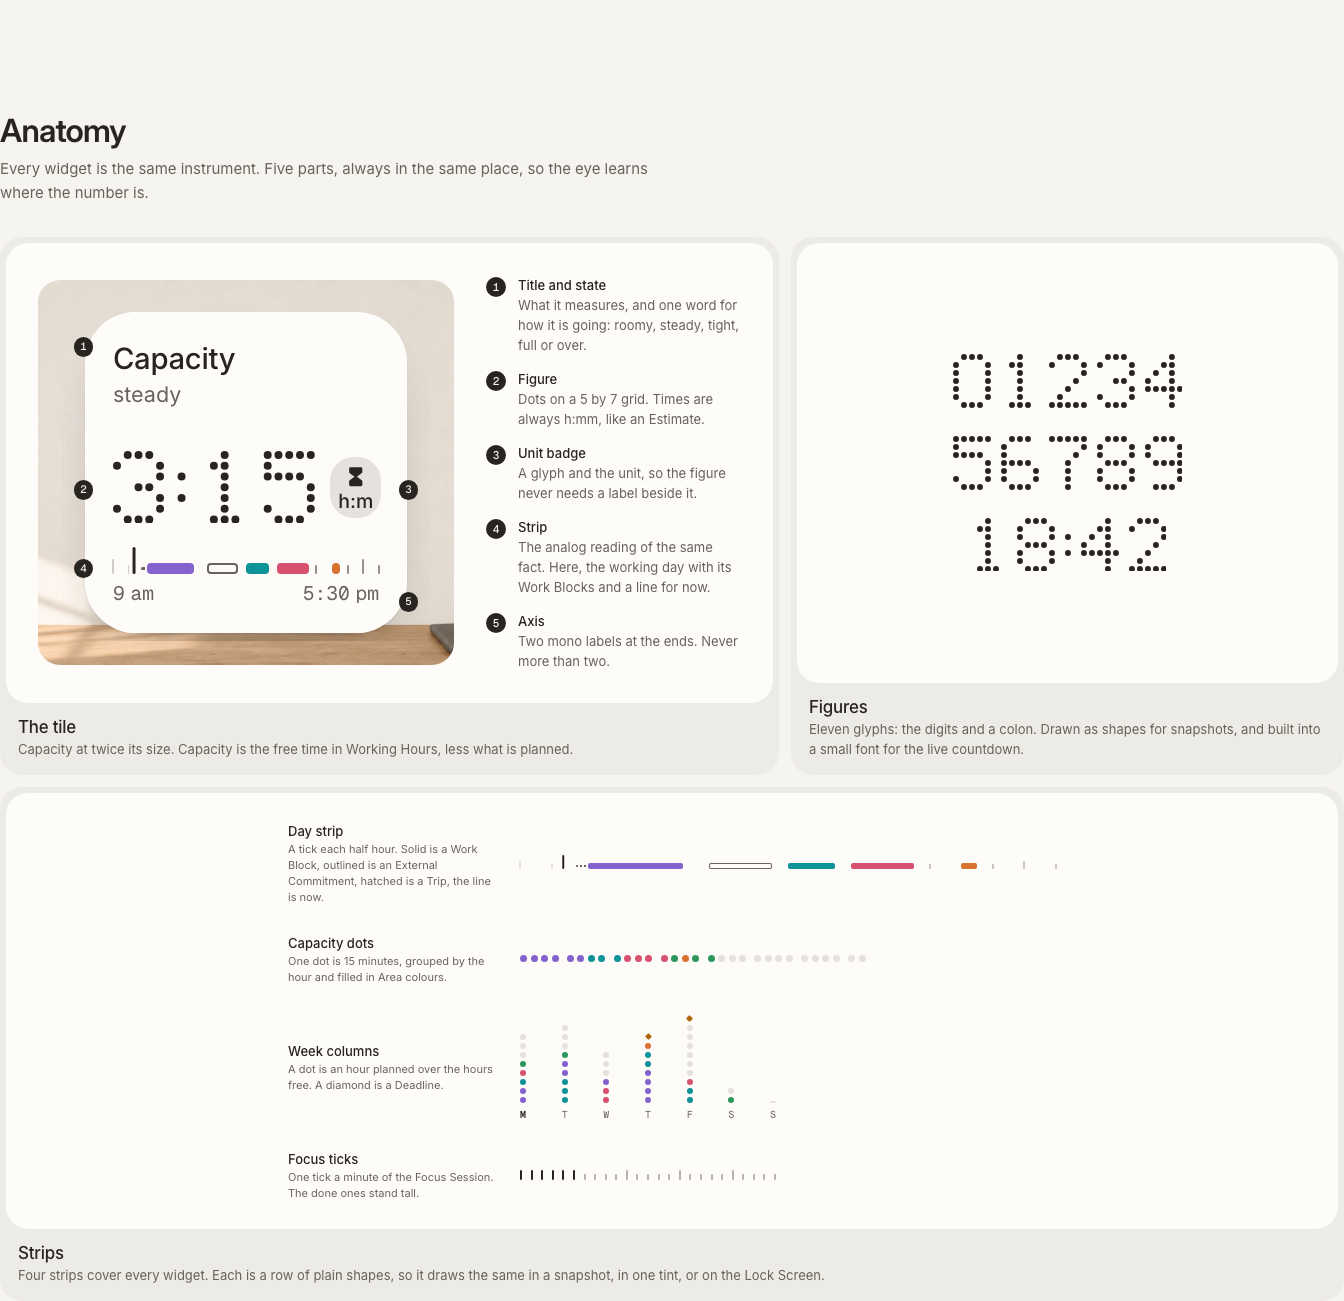 Anatomy
Every widget is the same instrument. Five parts, always in the same place, so the eye learns
where the number is.
1
Capacity
steady
2
3:15
h:m
3
4
9 am
5:30 pm
5
1
Title and state
What it measures, and one word for
how it is going: roomy, steady, tight,
full or over.
2
Figure
Dots on a 5 by 7 grid. Times are
always h:mm, like an Estimate.
3
Unit badge
A glyph and the unit, so the figure
never needs a label beside it.
4
Strip
The analog reading of the same
fact. Here, the working day with its
Work Blocks and a line for now.
5
Axis
Two mono labels at the ends. Never
more than two.
The tile
Capacity at twice its size. Capacity is the free time in Working Hours, less what is planned.
01234
56789
18:42
Figures
Eleven glyphs: the digits and a colon. Drawn as shapes for snapshots, and built into
a small font for the live countdown.
Day strip
A tick each half hour. Solid is a Work
Block, outlined is an External
Commitment, hatched is a Trip, the line
is now.
Capacity dots
One dot is 15 minutes, grouped by the
hour and filled in Area colours.
Week columns
A dot is an hour planned over the hours
free. A diamond is a Deadline.
M T W T F S S
Focus ticks
One tick a minute of the Focus Session.
The done ones stand tall.
Strips
Four strips cover every widget. Each is a row of plain shapes, so it draws the same in a snapshot, in one tint, or on the Lock Screen.